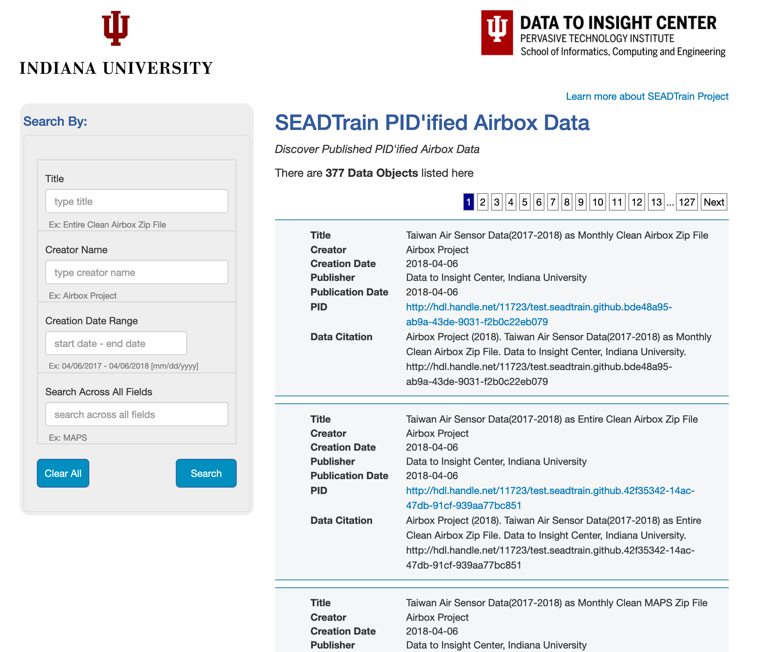 INDIANA UNIVERSITY
DATA TO INSIGHT CENTER
PERVASIVE TECHNOLOGY INSTITUTE
School of Informatics, Computing and Engineering
Learn more about SEADTrain Project
Search By:
Title
type title
Ex: Entire Clean Airbox Zip File
Creator Name
type creator name
Ex: Airbox Project
Creation Date Range
start date - end date
Ex: 04/06/2017 - 04/06/2018 [mm/dd/yyyy]
Search Across All Fields
search across all fields
Ex: MAPS
Clear All Search
SEADTrain PID'ified Airbox Data
Discover Published PID'ified Airbox Data
There are 377 Data Objects listed here
1 2 3 4 5 6 7 8 9 10 11 12 13 ... 127 Next
Title Taiwan Air Sensor Data(2017-2018) as Monthly Clean Airbox Zip File
Creator Airbox Project
Creation Date 2018-04-06
Publisher Data to Insight Center, Indiana University
Publication Date 2018-04-06
PID http://hdl.handle.net/11723/test.seadtrain.github.bde48a95-
ab9a-43de-9031-f2b0c22eb079
Data Citation Airbox Project (2018). Taiwan Air Sensor Data(2017-2018) as Monthly
Clean Airbox Zip File. Data to Insight Center, Indiana University.
http://hdl.handle.net/11723/test.seadtrain.github.bde48a95-
ab9a-43de-9031-f2b0c22eb079
Title Taiwan Air Sensor Data(2017-2018) as Entire Clean Airbox Zip File
Creator Airbox Project
Creation Date 2018-04-06
Publisher Data to Insight Center, Indiana University
Publication Date 2018-04-06
PID http://hdl.handle.net/11723/test.seadtrain.github.42f35342-14ac-
47db-91cf-939aa77bc851
Data Citation Airbox Project (2018). Taiwan Air Sensor Data(2017-2018) as Entire
Clean Airbox Zip File. Data to Insight Center, Indiana University.
http://hdl.handle.net/11723/test.seadtrain.github.42f35342-14ac-
47db-91cf-939aa77bc851
Title Taiwan Air Sensor Data(2017-2018) as Monthly Clean MAPS Zip File
Creator Airbox Project
Creation Date 2018-04-06
Publisher Data to Insight Center, Indiana University